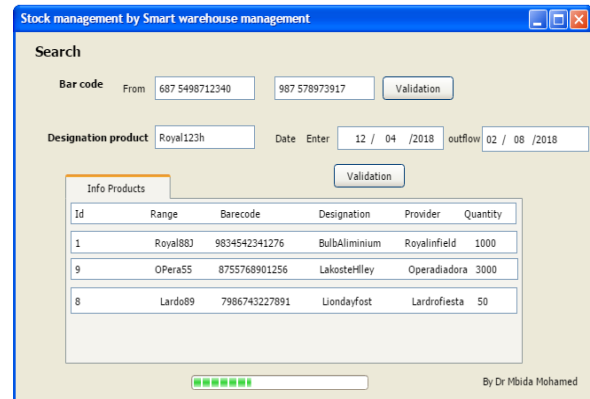 Stock management by Smart warehouse management
Search
Bar code From 687 5498712340 987 578973917 Validation
Designation product Royal123h Date Enter 12 / 04 /2018 outflow 02 / 08 /2018
Validation
Info Products
Id Range Barecode Designation Provider Quantity
1 Royal88J 9834542341276 BulbAliminium Royalinfield 1000
9 OPera55 8755768901256 LakosteHlley Operadiadora 3000
8 Lardo89 7986743227891 Liondayfost Lardrofiesta 50
By Dr Mbida Mohamed